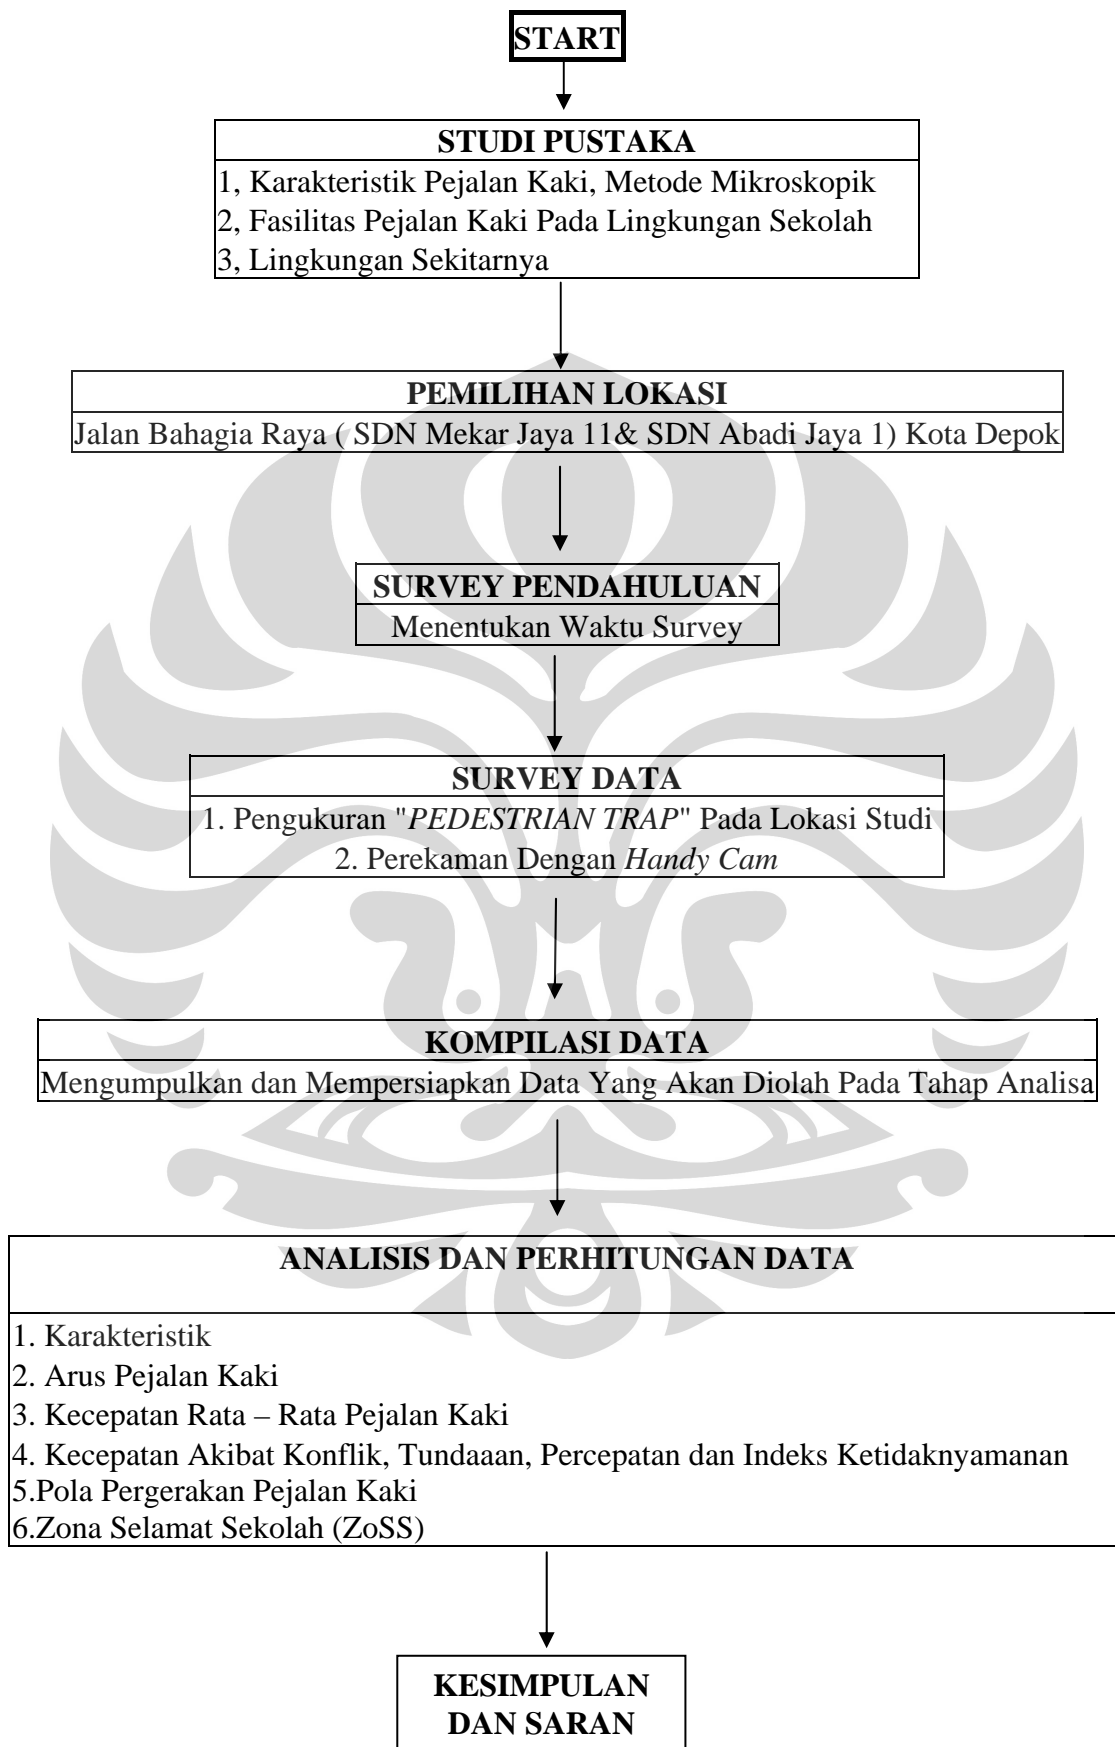 START
STUDI PUSTAKA
1, Karakteristik Pejalan Kaki, Metode Mikroskopik
2, Fasilitas Pejalan Kaki Pada Lingkungan Sekolah
3, Lingkungan Sekitarnya
PEMILIHAN LOKASI
Jalan Bahagia Raya ( SDN Mekar Jaya 11& SDN Abadi Jaya 1) Kota Depok
SURVEY PENDAHULUAN
Menentukan Waktu Survey
SURVEY DATA
1. Pengukuran "PEDESTRIAN TRAP" Pada Lokasi Studi
2. Perekaman Dengan Handy Cam
KOMPILASI DATA
Mengumpulkan dan Mempersiapkan Data Yang Akan Diolah Pada Tahap Analisa
ANALISIS DAN PERHITUNGAN DATA
1. Karakteristik
2. Arus Pejalan Kaki
3. Kecepatan Rata – Rata Pejalan Kaki
4. Kecepatan Akibat Konflik, Tundaaan, Percepatan dan Indeks Ketidaknyamanan
5.Pola Pergerakan Pejalan Kaki
6.Zona Selamat Sekolah (ZoSS)
KESIMPULAN
DAN SARAN